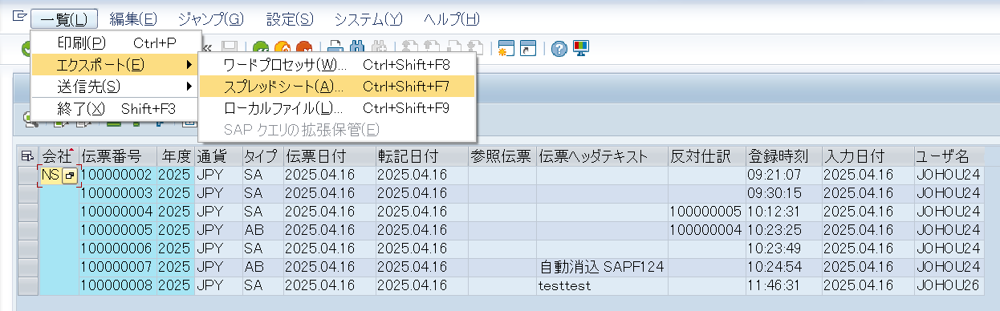 一覧(L) 編集(E) ジャンプ(G) 設定(S) システム(Y) ヘルプ(H)
印刷(P) Ctrl+P
エクスポート(E)
送信先(S)
終了(X) Shift+F3
ワードプロセッサ(W)... Ctrl+Shift+F8
スプレッドシート(A)... Ctrl+Shift+F7
ローカルファイル(L)... Ctrl+Shift+F9
SAP クエリの拡張保管(E)
会社 伝票番号 年度 通貨 タイプ 伝票日付 転記日付 参照伝票 伝票ヘッダテキスト 反対仕訳 登録時刻 入力日付 ユーザ名
NS 100000002 2025 JPY SA 2025.04.16 2025.04.16 09:21:07 2025.04.16 JOHOU24
100000003 2025 JPY SA 2025.04.16 2025.04.16 09:30:15 2025.04.16 JOHOU24
100000004 2025 JPY SA 2025.04.16 2025.04.16 100000005 10:12:31 2025.04.16 JOHOU24
100000005 2025 JPY AB 2025.04.16 2025.04.16 100000004 10:23:25 2025.04.16 JOHOU24
100000006 2025 JPY SA 2025.04.16 2025.04.16 10:23:49 2025.04.16 JOHOU24
100000007 2025 JPY AB 2025.04.16 2025.04.16 自動消込 SAPF124 10:24:54 2025.04.16 JOHOU24
100000008 2025 JPY SA 2025.04.16 2025.04.16 testtest 11:46:31 2025.04.16 JOHOU26